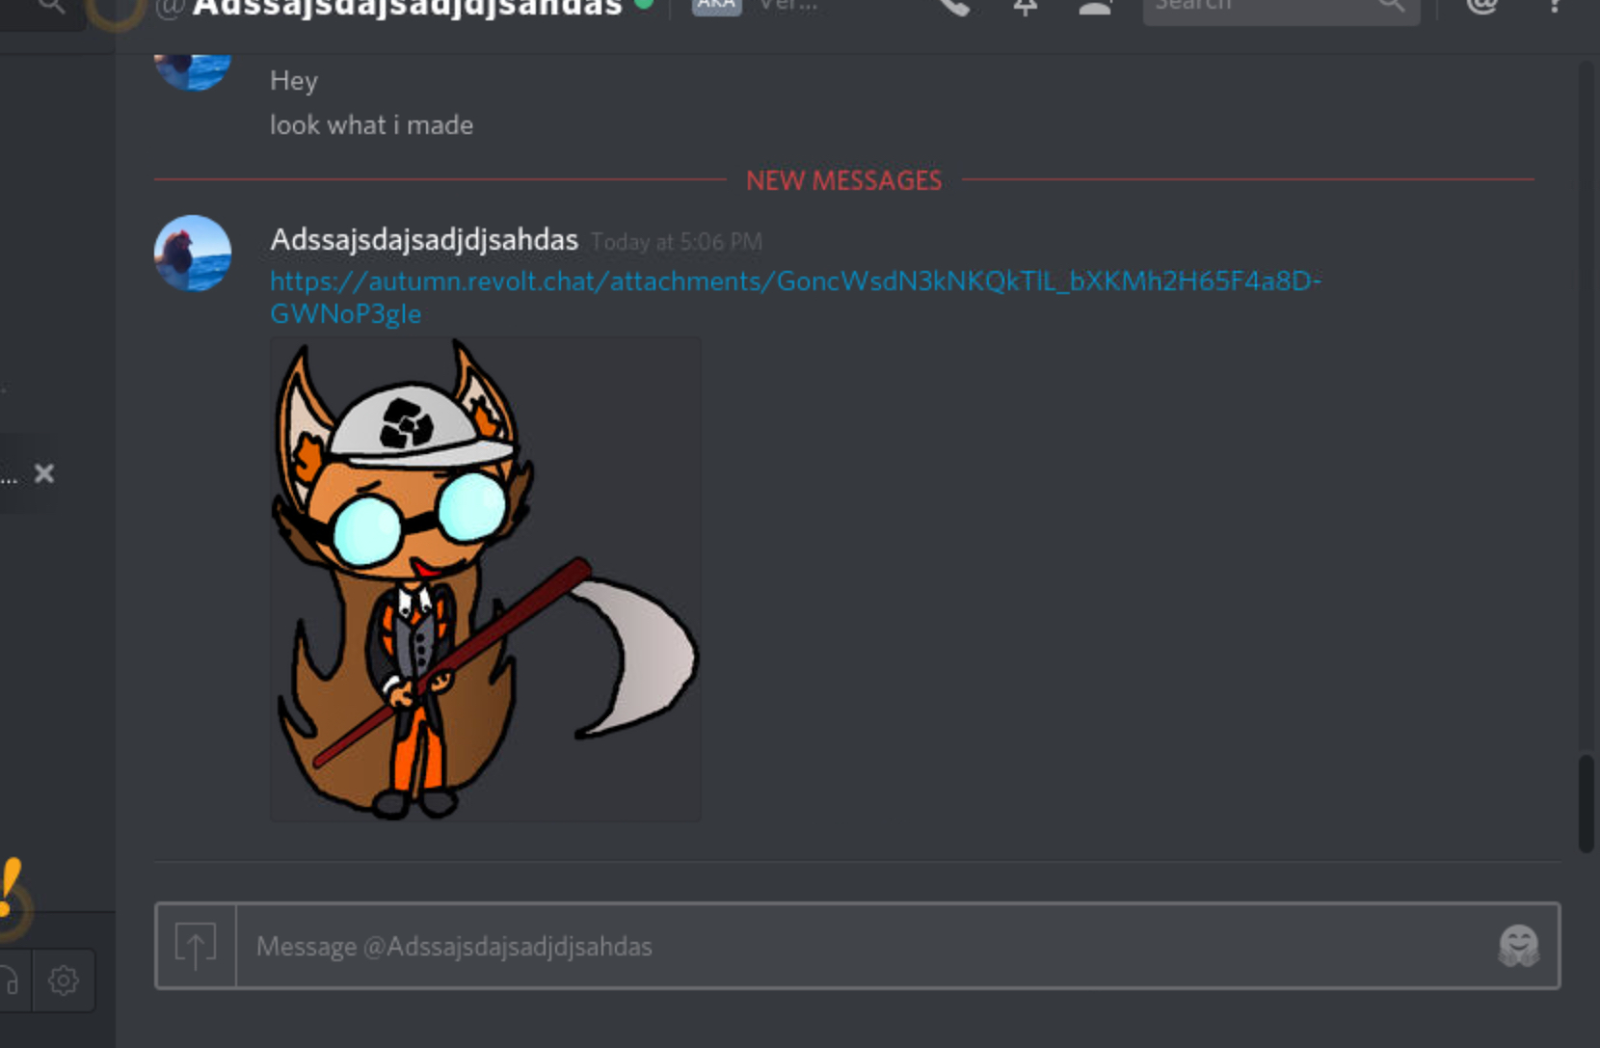 @ Adssajsdajsadjdjsahdas AKA Ver... Search
Hey
look what i made
NEW MESSAGES
Adssajsdajsadjdjsahdas Today at 5:06 PM
https://autumn.revolt.chat/attachments/GoncWsdN3kNKQkTlL_bXKMh2H65F4a8D-
GWNoP3gle
Message @Adssajsdajsadjdjsahdas